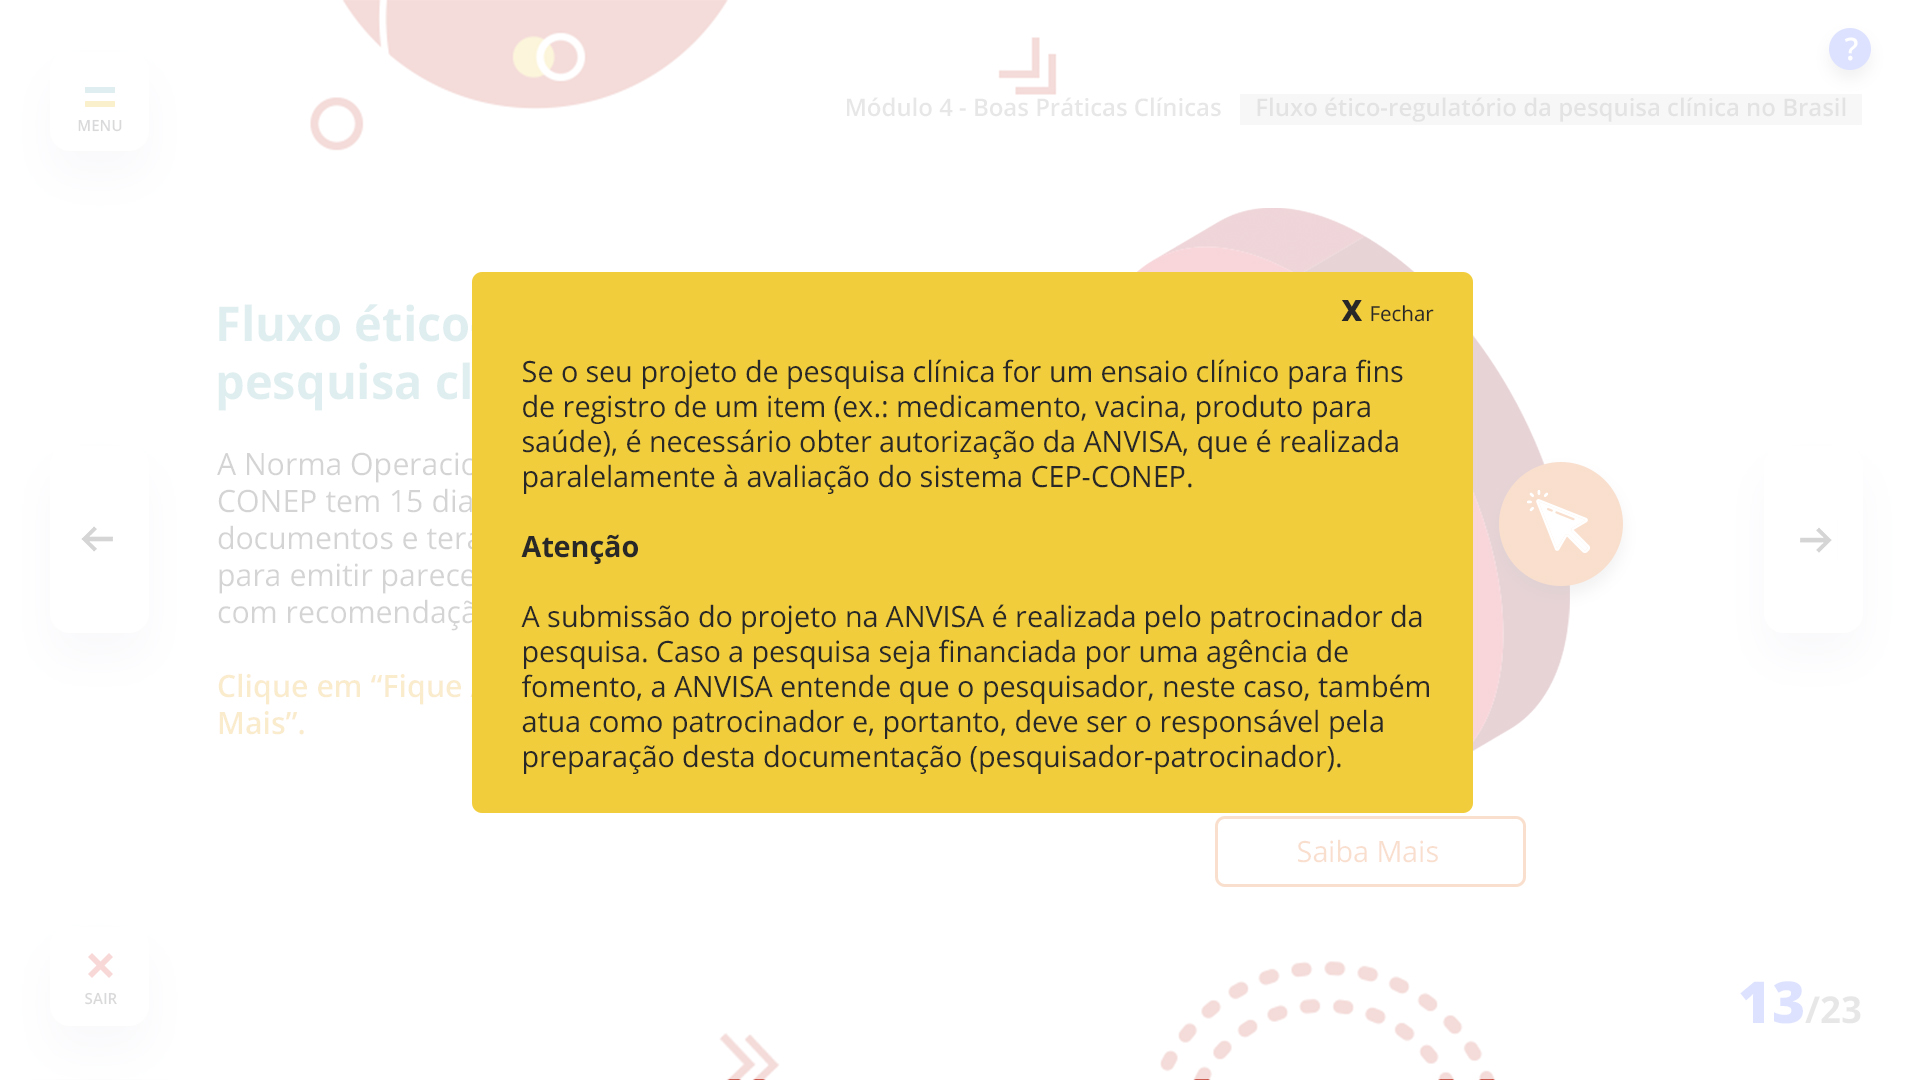 ?
MENU
Módulo 4 - Boas Práticas Clínicas
Fluxo ético-regulatório da pesquisa clínica no Brasil
Fluxo ético
pesquisa cl
A Norma Operacio
CONEP tem 15 dia
documentos e tera
para emitir parece
com recomendaçã
Clique em “Fique
Mais”.
X Fechar
Se o seu projeto de pesquisa clínica for um ensaio clínico para fins
de registro de um item (ex.: medicamento, vacina, produto para
saúde), é necessário obter autorização da ANVISA, que é realizada
paralelamente à avaliação do sistema CEP-CONEP.
Atenção
A submissão do projeto na ANVISA é realizada pelo patrocinador da
pesquisa. Caso a pesquisa seja financiada por uma agência de
fomento, a ANVISA entende que o pesquisador, neste caso, também
atua como patrocinador e, portanto, deve ser o responsável pela
preparação desta documentação (pesquisador-patrocinador).
Saiba Mais
SAIR
13/23